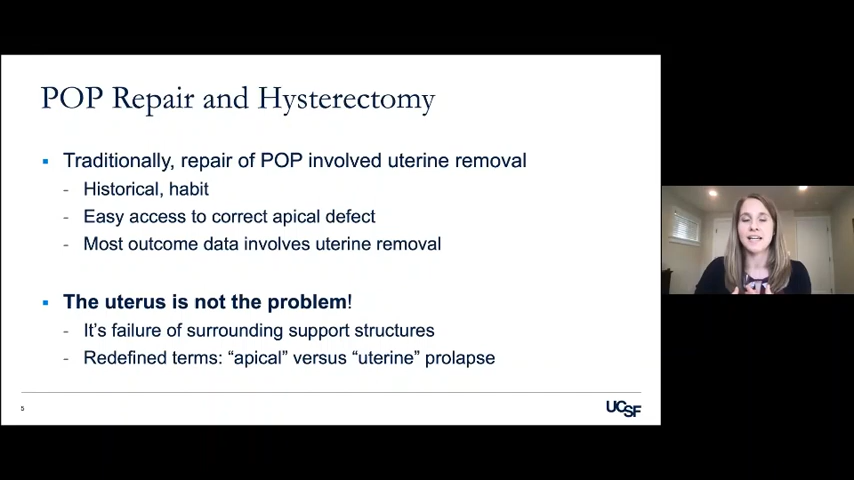 POP Repair and Hysterectomy
▪ Traditionally, repair of POP involved uterine removal
- Historical, habit
- Easy access to correct apical defect
- Most outcome data involves uterine removal
▪ The uterus is not the problem!
- It's failure of surrounding support structures
- Redefined terms: “apical” versus “uterine” prolapse
5
UCSF